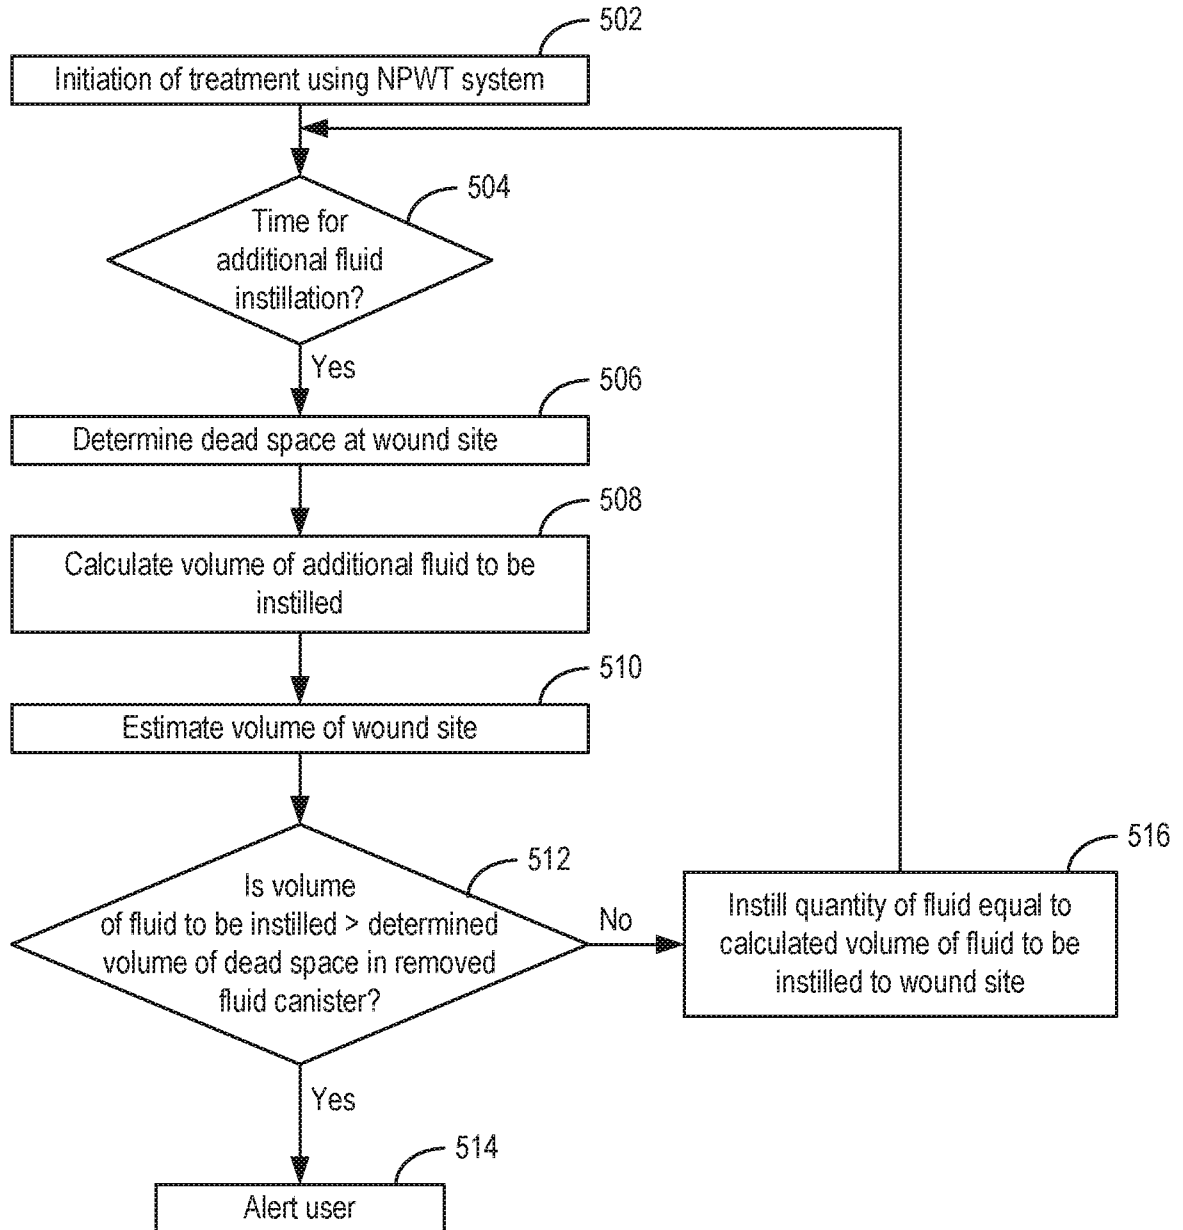 502
Initiation of treatment using NPWT system
504
Time for
additional fluid
instillation?
Yes
506
Determine dead space at wound site
508
Calculate volume of additional fluid to be
instilled
510
Estimate volume of wound site
512
Is volume
of fluid to be instilled > determined
volume of dead space in removed
fluid canister?
No
516
Instill quantity of fluid equal to
calculated volume of fluid to be
instilled to wound site
Yes
514
Alert user